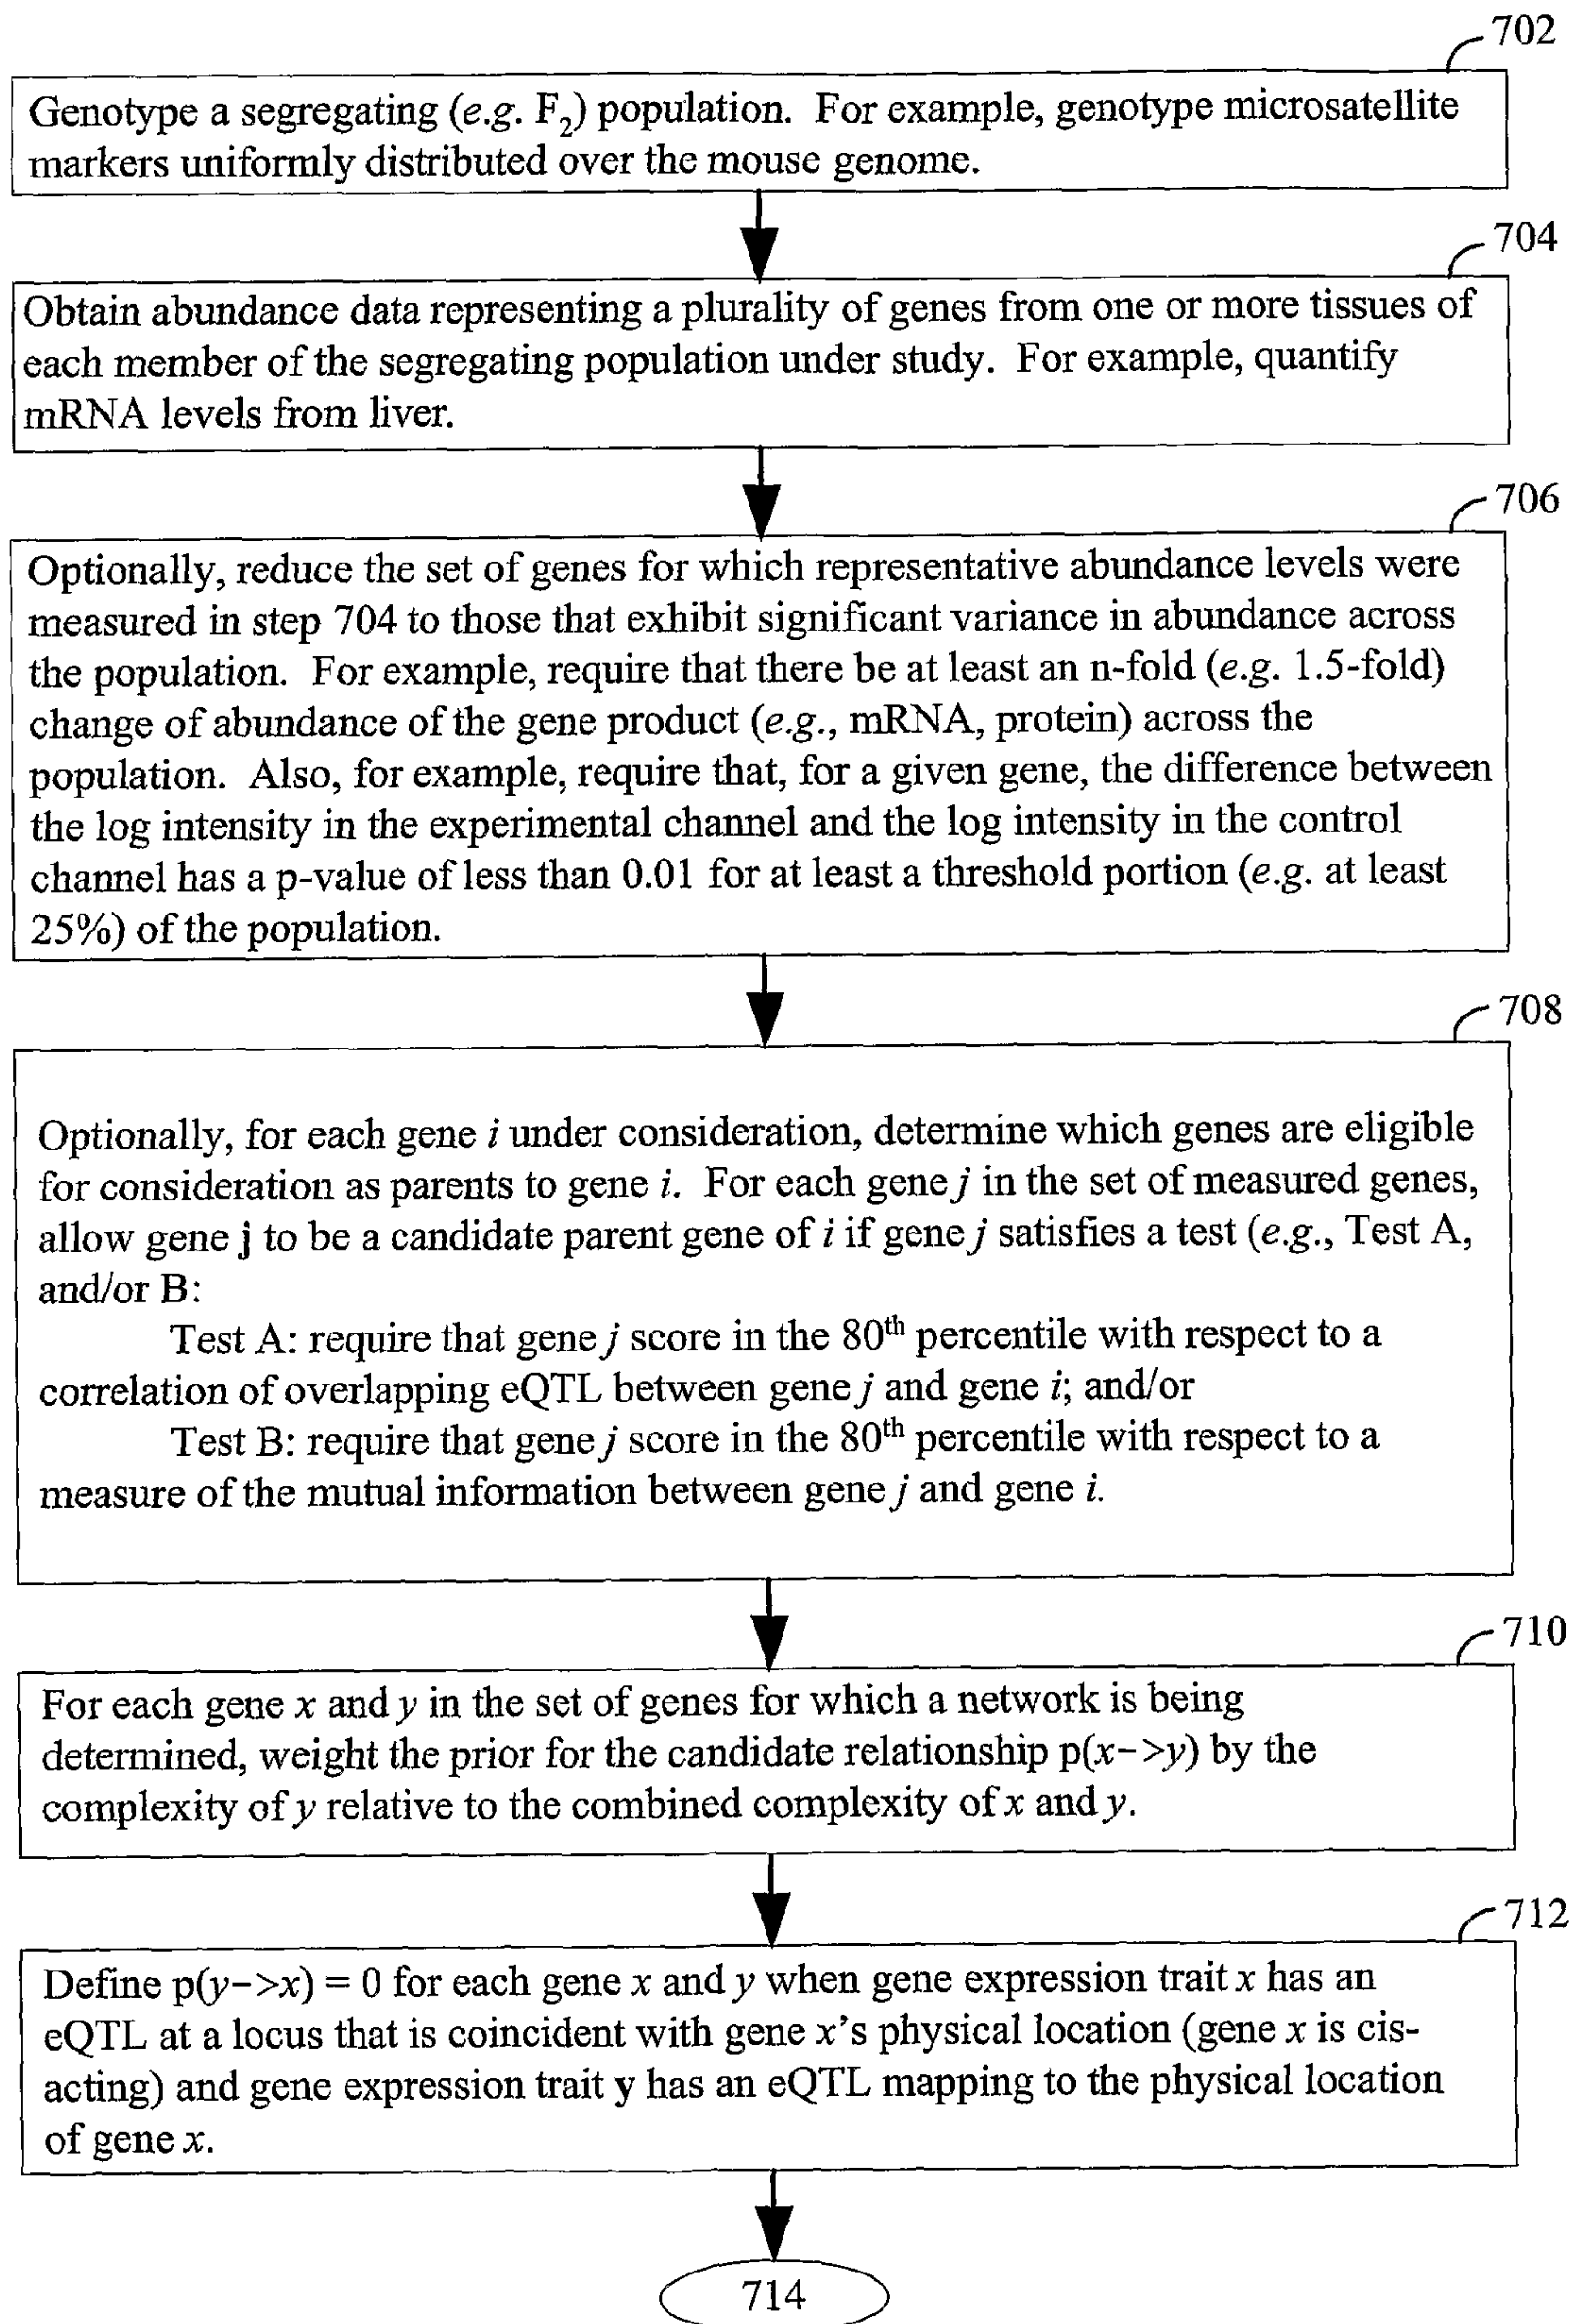 702
Genotype a segregating (e.g. F₂) population. For example, genotype microsatellite
markers uniformly distributed over the mouse genome.
704
Obtain abundance data representing a plurality of genes from one or more tissues of
each member of the segregating population under study. For example, quantify
mRNA levels from liver.
706
Optionally, reduce the set of genes for which representative abundance levels were
measured in step 704 to those that exhibit significant variance in abundance across
the population. For example, require that there be at least an n-fold (e.g. 1.5-fold)
change of abundance of the gene product (e.g., mRNA, protein) across the
population. Also, for example, require that, for a given gene, the difference between
the log intensity in the experimental channel and the log intensity in the control
channel has a p-value of less than 0.01 for at least a threshold portion (e.g. at least
25%) of the population.
708
Optionally, for each gene i under consideration, determine which genes are eligible
for consideration as parents to gene i. For each gene j in the set of measured genes,
allow gene j to be a candidate parent gene of i if gene j satisfies a test (e.g., Test A,
and/or B:
Test A: require that gene j score in the 80th percentile with respect to a
correlation of overlapping eQTL between gene j and gene i; and/or
Test B: require that gene j score in the 80th percentile with respect to a
measure of the mutual information between gene j and gene i.
710
For each gene x and y in the set of genes for which a network is being
determined, weight the prior for the candidate relationship p(x->y) by the
complexity of y relative to the combined complexity of x and y.
712
Define p(y->x) = 0 for each gene x and y when gene expression trait x has an
eQTL at a locus that is coincident with gene x's physical location (gene x is cis-
acting) and gene expression trait y has an eQTL mapping to the physical location
of gene x.
714